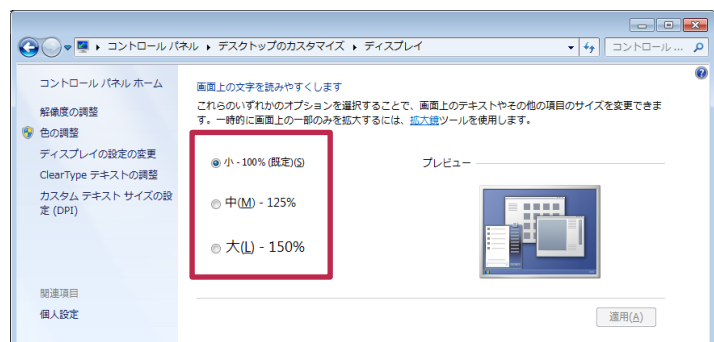 コントロール パネル ▸ デスクトップのカスタマイズ ▸ ディスプレイ
コントロール ...
コントロール パネル ホーム
解像度の調整
色の調整
ディスプレイの設定の変更
ClearType テキストの調整
カスタム テキスト サイズの設
定 (DPI)
関連項目
個人設定
画面上の文字を読みやすくします
これらのいずれかのオプションを選択することで、画面上のテキストやその他の項目のサイズを変更できま
す。一時的に画面上の一部のみを拡大するには、拡大鏡ツールを使用します。
小 - 100% (既定)(S)
中(M) - 125%
大(L) - 150%
プレビュー
適用(A)